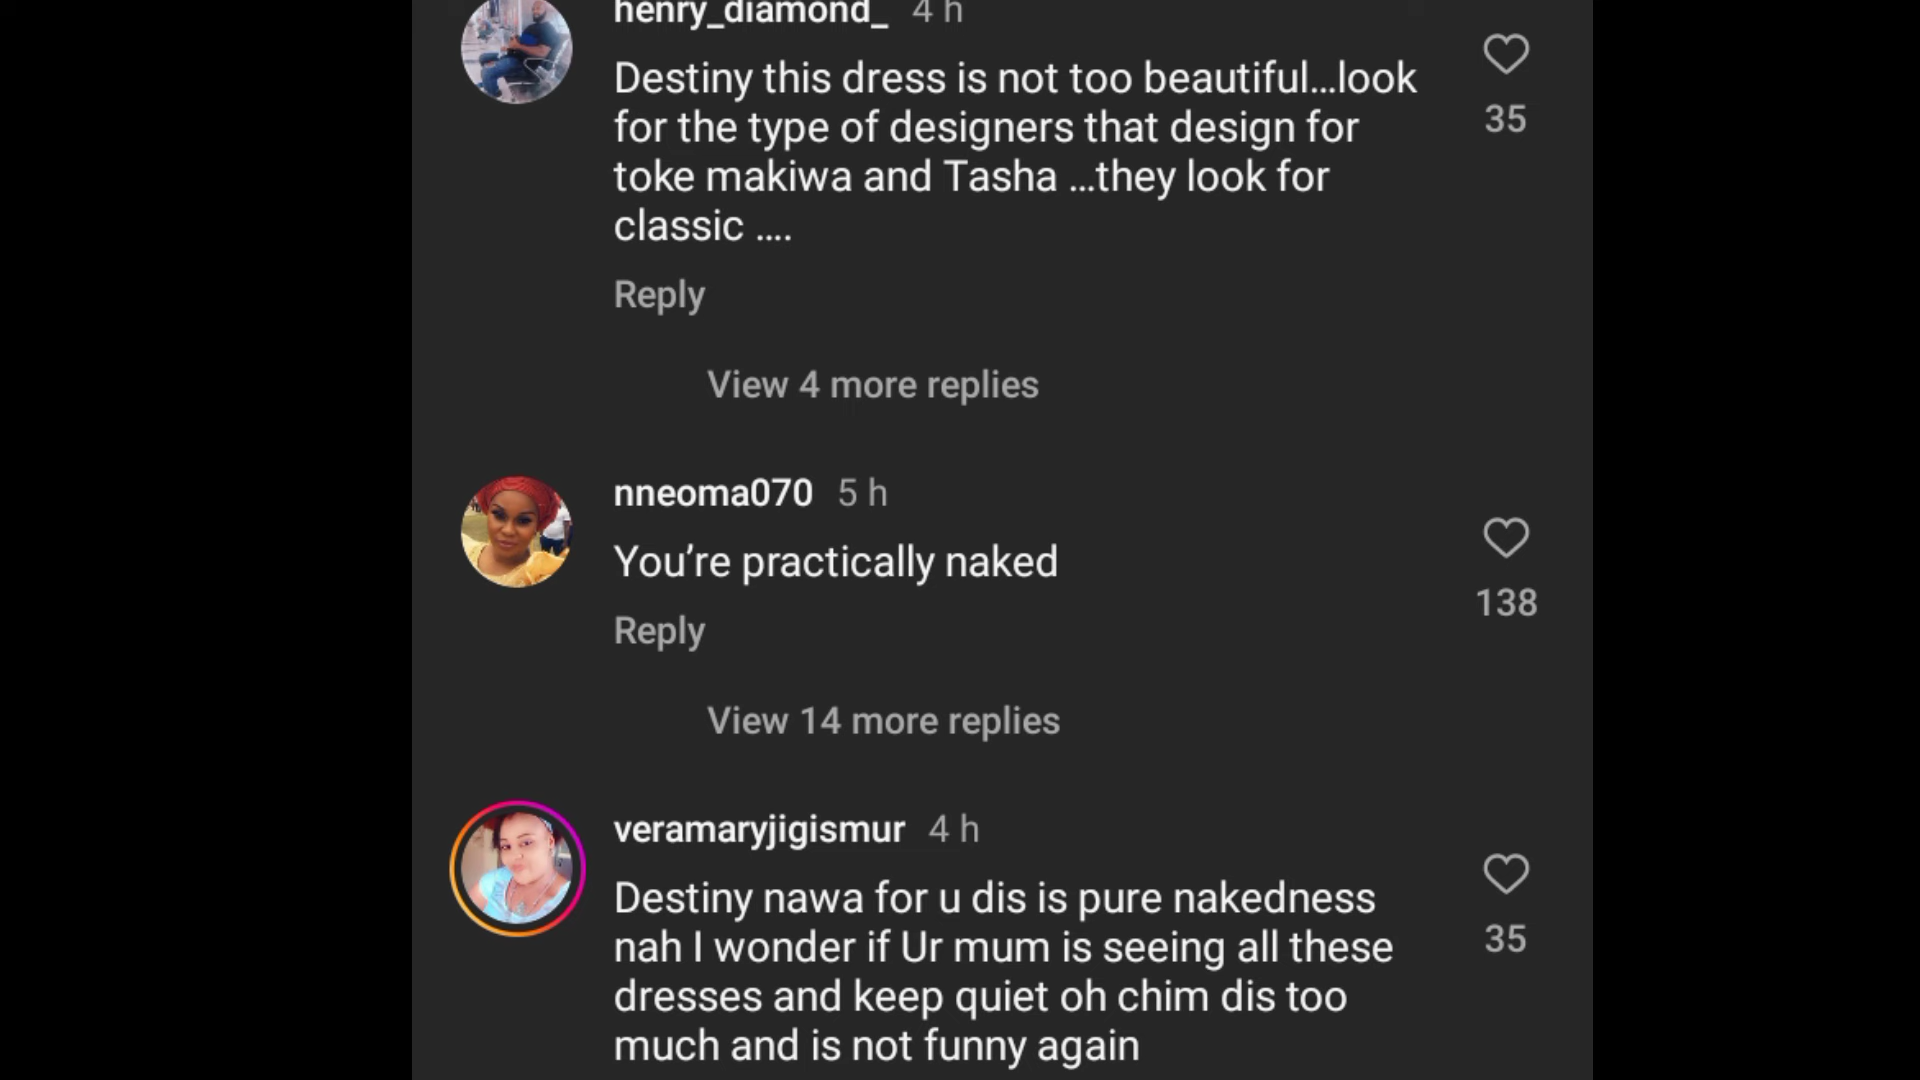 henry_diamond_ 4 h
Destiny this dress is not too beautiful...look
35
for the type of designers that design for
toke makiwa and Tasha ...they look for
classic ....
Reply
View 4 more replies
nneoma070 5 h
You’re practically naked
138
Reply
View 14 more replies
veramaryjigismur 4 h
Destiny nawa for u dis is pure nakedness
35
nah I wonder if Ur mum is seeing all these
dresses and keep quiet oh chim dis too
much and is not funny again